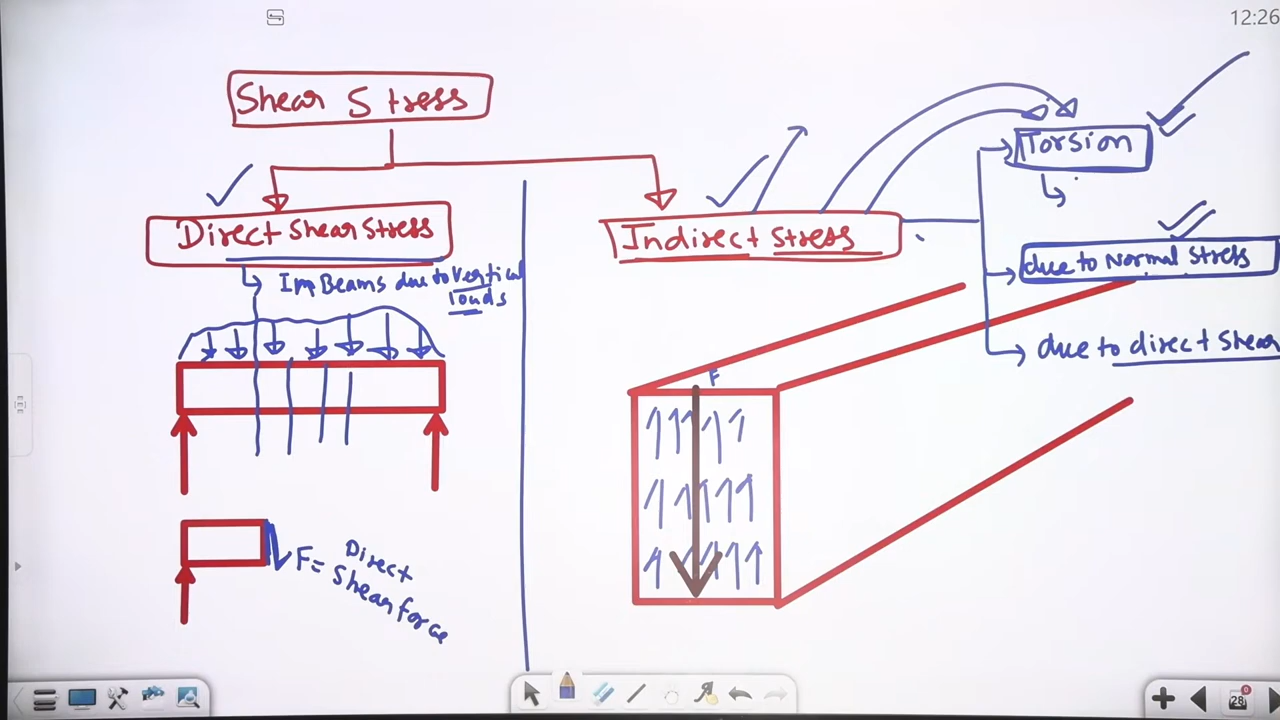 12:26
Shear Stress
Torsion
Direct Shear Stress
Indirect Stress
due to Normal Stress
Beams due to Vertical
loads
due to direct Shear
F
F = Direct
Shear force
28